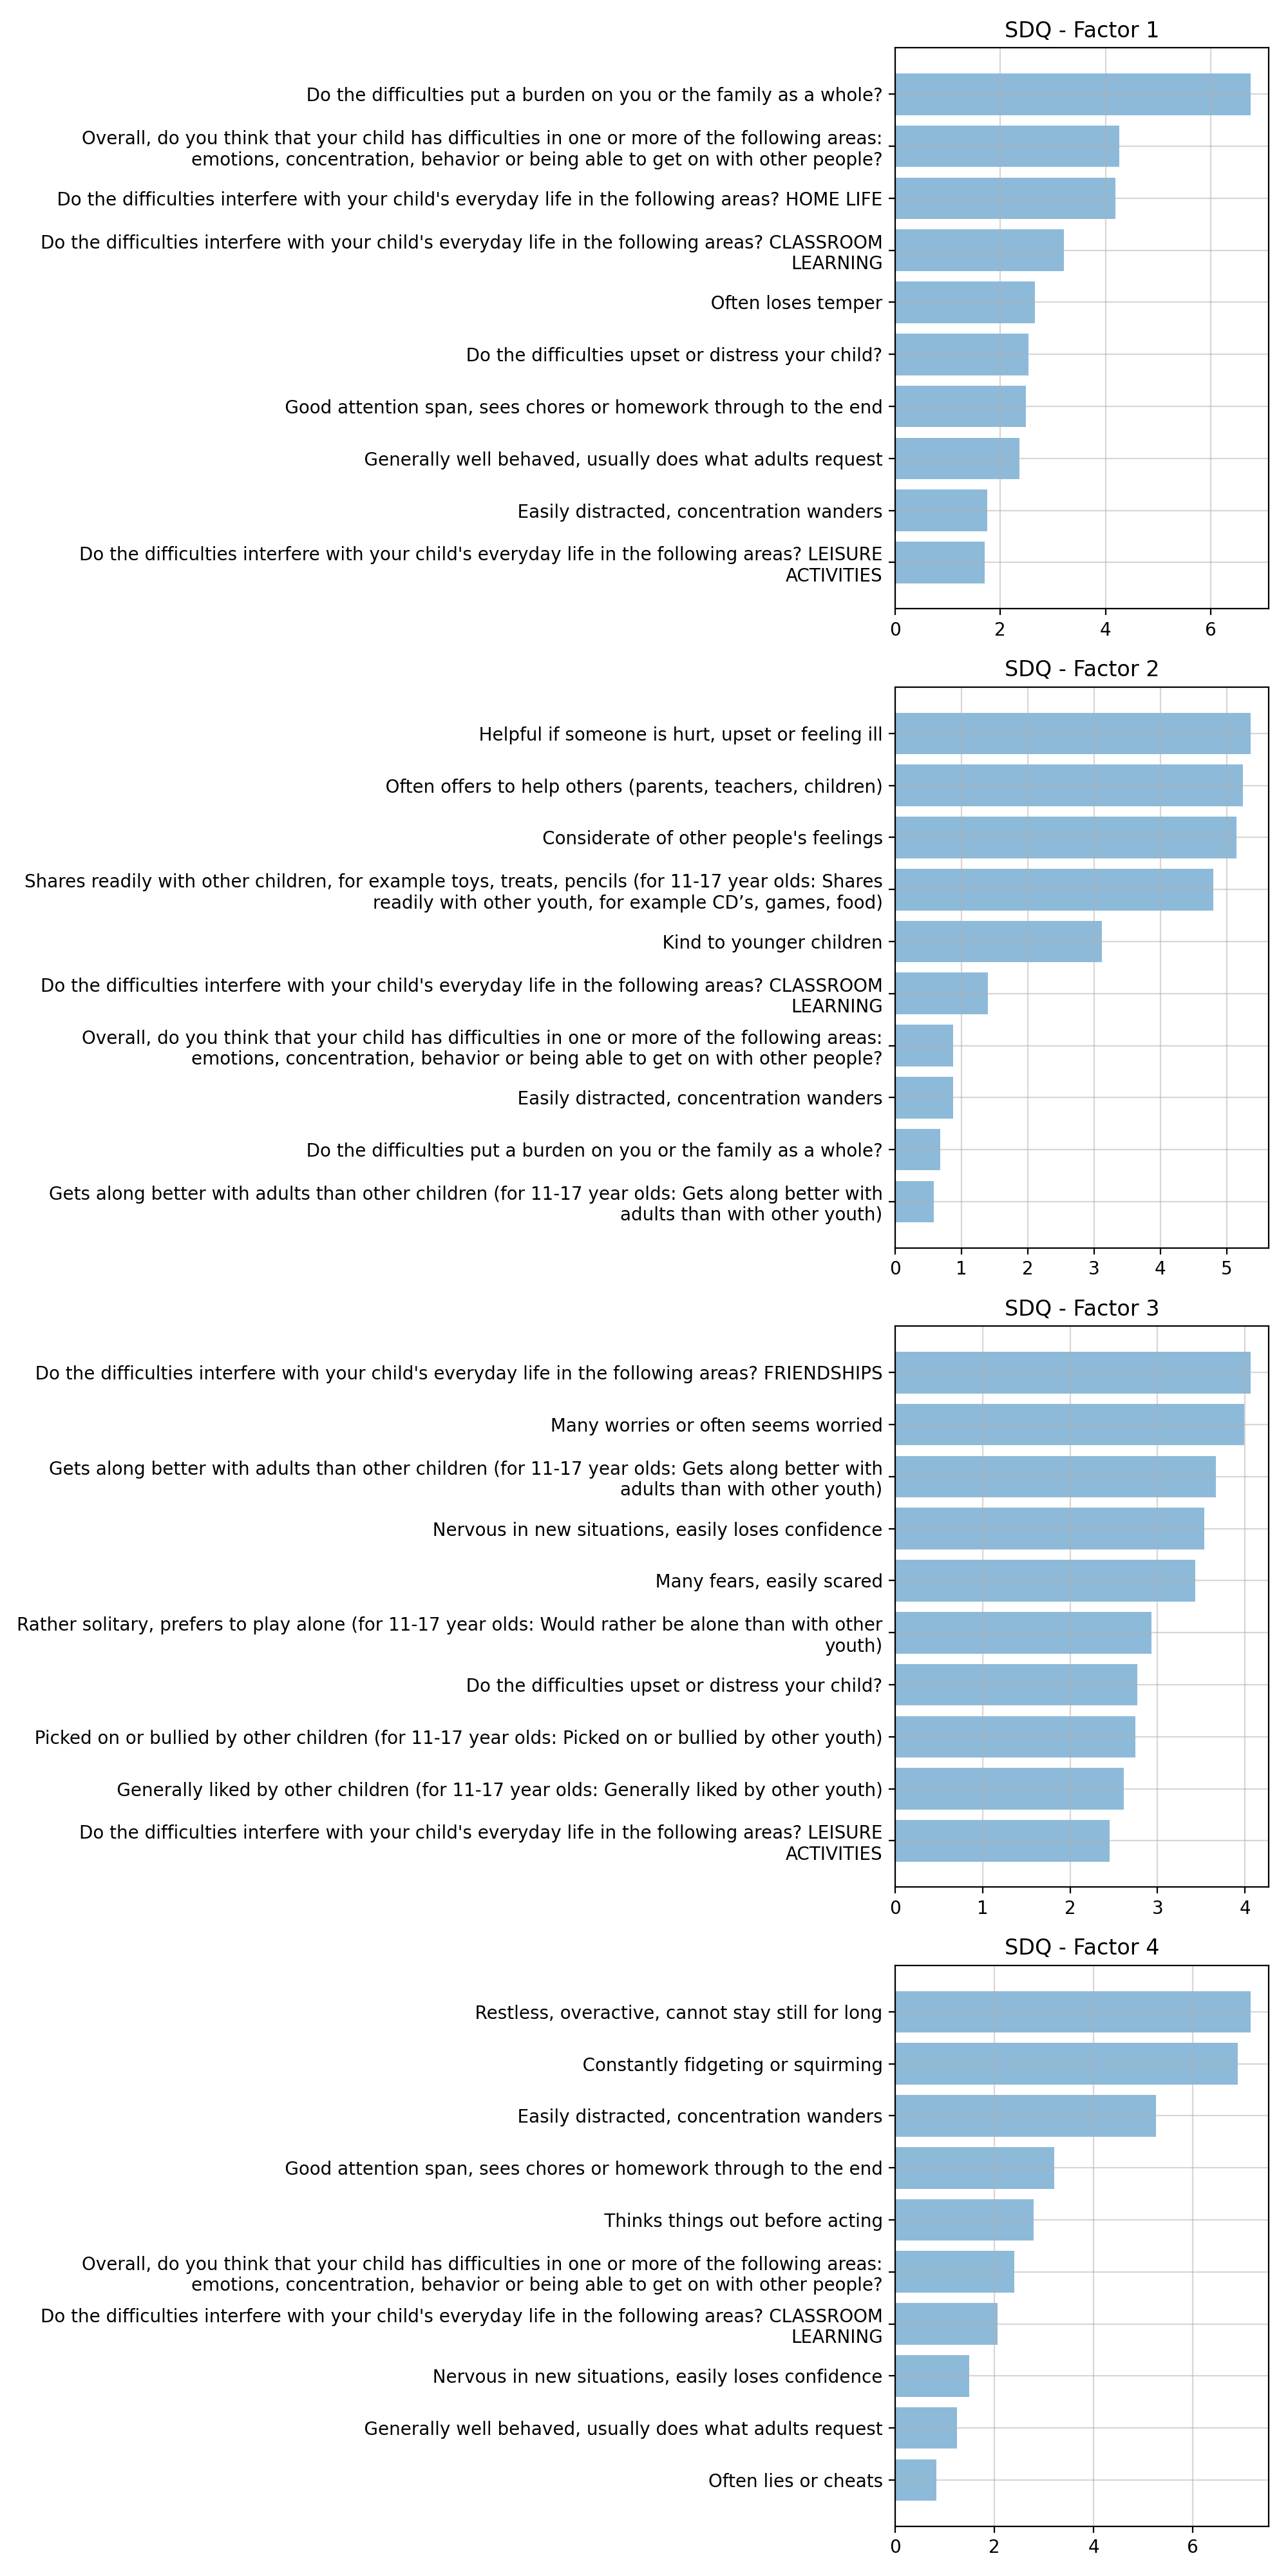 SDQ - Factor 1
Do the difficulties put a burden on you or the family as a whole?
Overall, do you think that your child has difficulties in one or more of the following areas:
emotions, concentration, behavior or being able to get on with other people?
Do the difficulties interfere with your child's everyday life in the following areas? HOME LIFE
Do the difficulties interfere with your child's everyday life in the following areas? CLASSROOM
LEARNING
Often loses temper
Do the difficulties upset or distress your child?
Good attention span, sees chores or homework through to the end
Generally well behaved, usually does what adults request
Easily distracted, concentration wanders
Do the difficulties interfere with your child's everyday life in the following areas? LEISURE
ACTIVITIES
0 2 4 6
SDQ - Factor 2
Helpful if someone is hurt, upset or feeling ill
Often offers to help others (parents, teachers, children)
Considerate of other people's feelings
Shares readily with other children, for example toys, treats, pencils (for 11-17 year olds: Shares
readily with other youth, for example CD’s, games, food)
Kind to younger children
Do the difficulties interfere with your child's everyday life in the following areas? CLASSROOM
LEARNING
Overall, do you think that your child has difficulties in one or more of the following areas:
emotions, concentration, behavior or being able to get on with other people?
Easily distracted, concentration wanders
Do the difficulties put a burden on you or the family as a whole?
Gets along better with adults than other children (for 11-17 year olds: Gets along better with
adults than with other youth)
0 1 2 3 4 5
SDQ - Factor 3
Do the difficulties interfere with your child's everyday life in the following areas? FRIENDSHIPS
Many worries or often seems worried
Gets along better with adults than other children (for 11-17 year olds: Gets along better with
adults than with other youth)
Nervous in new situations, easily loses confidence
Many fears, easily scared
Rather solitary, prefers to play alone (for 11-17 year olds: Would rather be alone than with other
youth)
Do the difficulties upset or distress your child?
Picked on or bullied by other children (for 11-17 year olds: Picked on or bullied by other youth)
Generally liked by other children (for 11-17 year olds: Generally liked by other youth)
Do the difficulties interfere with your child's everyday life in the following areas? LEISURE
ACTIVITIES
0 1 2 3 4
SDQ - Factor 4
Restless, overactive, cannot stay still for long
Constantly fidgeting or squirming
Easily distracted, concentration wanders
Good attention span, sees chores or homework through to the end
Thinks things out before acting
Overall, do you think that your child has difficulties in one or more of the following areas:
emotions, concentration, behavior or being able to get on with other people?
Do the difficulties interfere with your child's everyday life in the following areas? CLASSROOM
LEARNING
Nervous in new situations, easily loses confidence
Generally well behaved, usually does what adults request
Often lies or cheats
0 2 4 6